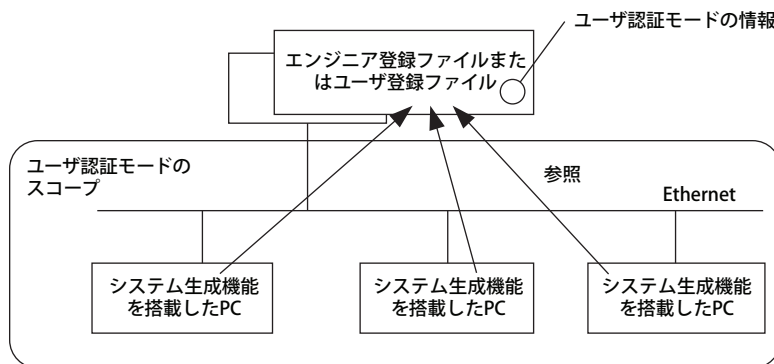 ユーザ認証モードの情報
エンジニア登録ファイルまた
はユーザ登録ファイル
ユーザ認証モードの
スコープ
参照
Ethernet
システム生成機能
を搭載したPC
システム生成機能
を搭載したPC
システム生成機能
を搭載したPC